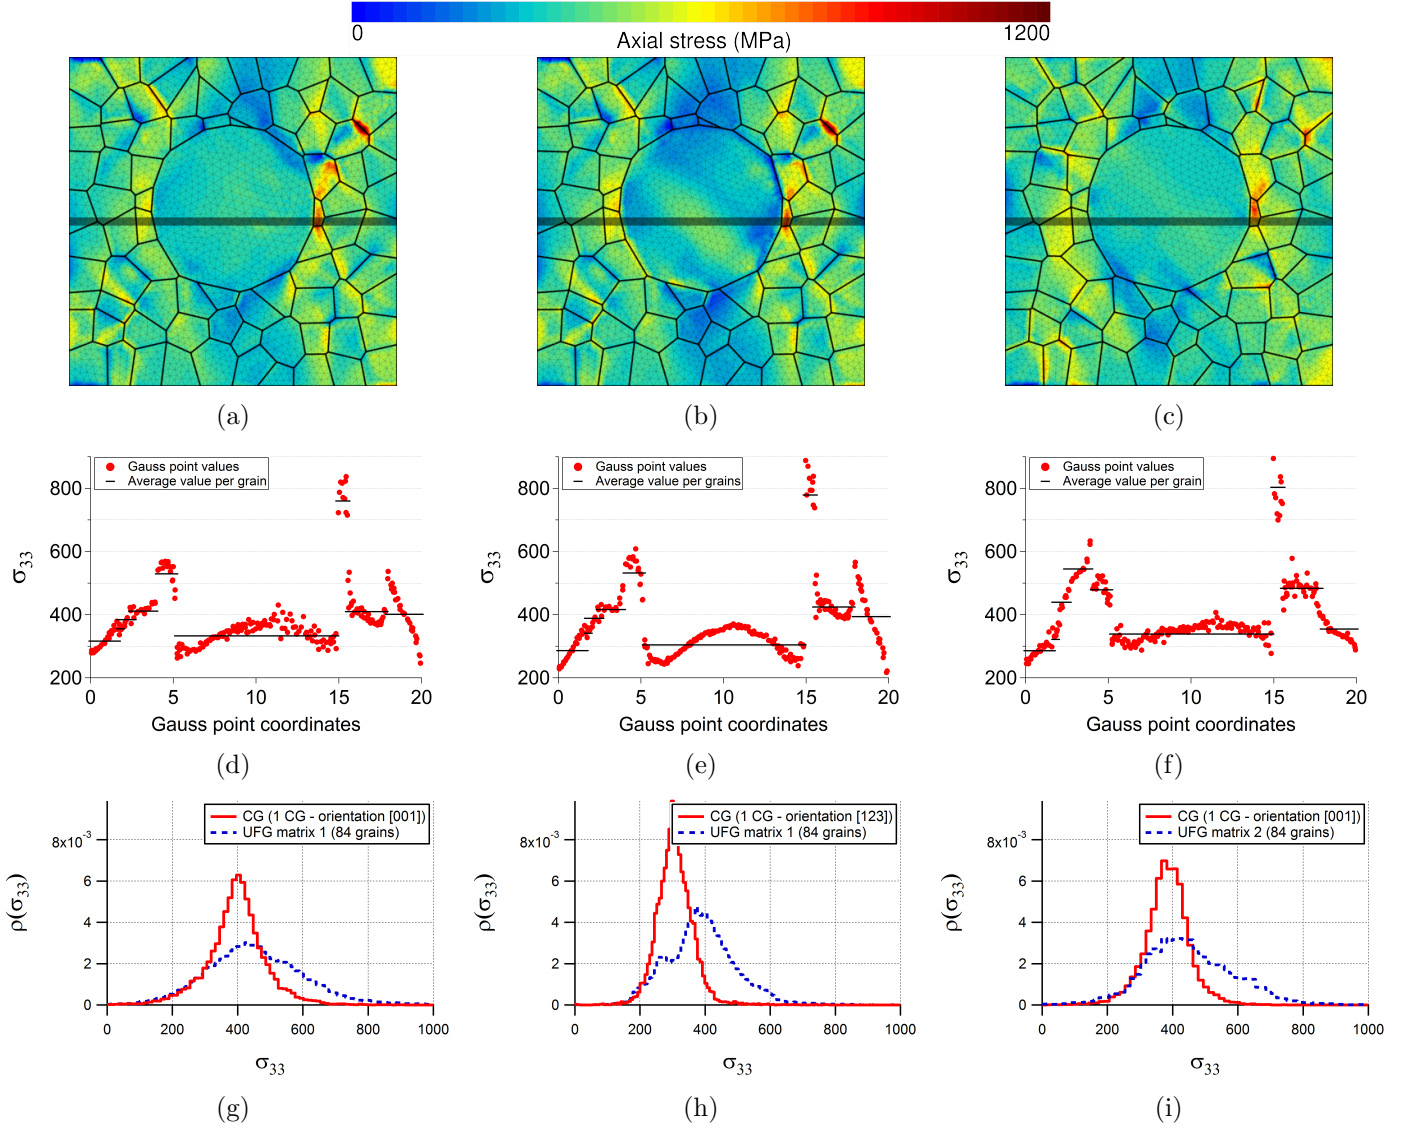 0 1200
Axial stress (MPa)
(a) (b) (c)
Gauss point values
Average value per grain
800
600
400
200
σ33
0 5 10 15 20
Gauss point coordinates
Gauss point values
Average value per grains
800
600
400
200
σ33
0 5 10 15 20
Gauss point coordinates
Gauss point values
Average value per grain
800
600
400
200
σ33
0 5 10 15 20
Gauss point coordinates
(d) (e) (f)
CG (1 CG - orientation [001])
UFG matrix 1 (84 grains)
8x10-3
6
4
2
0
ρ(σ33)
0 200 400 600 800 1000
σ33
CG (1 CG - orientation [123])
UFG matrix 1 (84 grains)
8x10-3
6
4
2
0
ρ(σ33)
0 200 400 600 800 1000
σ33
CG (1 CG - orientation [001])
UFG matrix 2 (84 grains)
8x10-3
6
4
2
0
ρ(σ33)
0 200 400 600 800 1000
σ33
(g) (h) (i)